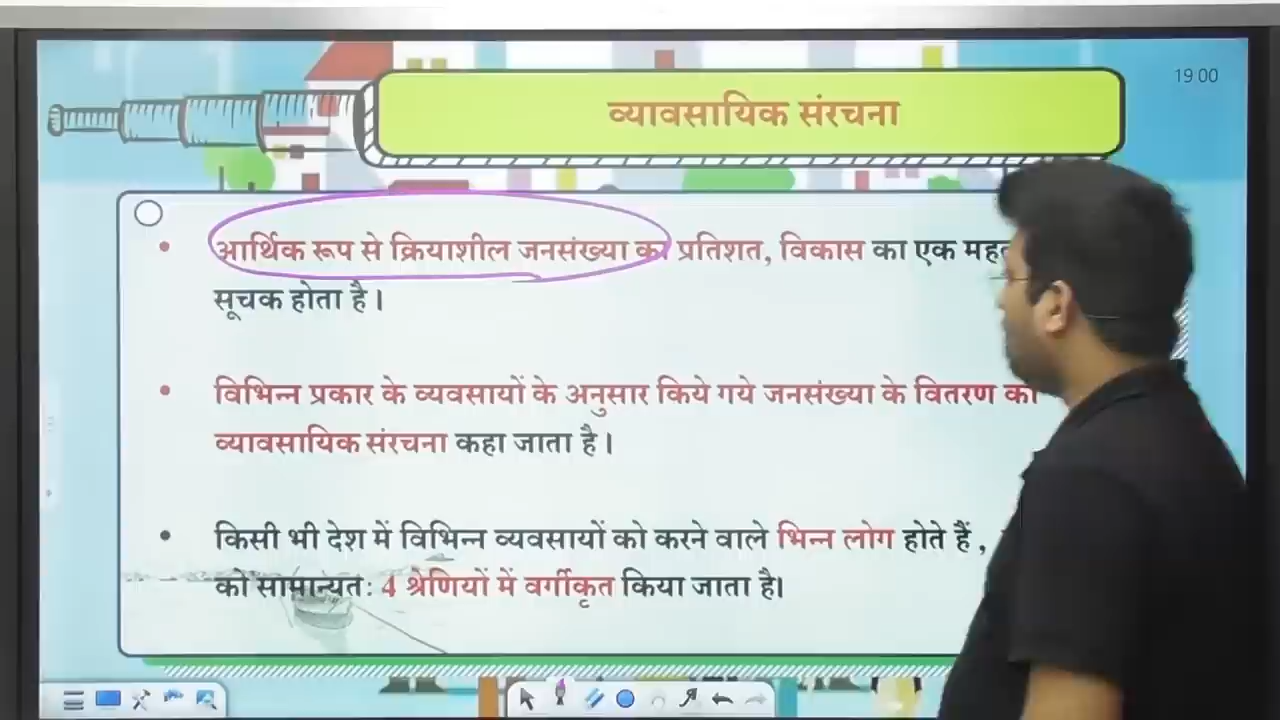 19 00
व्यावसायिक संरचना
• आर्थिक रूप से क्रियाशील जनसंख्या का प्रतिशत, विकास का एक
सूचक होता है।
• विभिन्न प्रकार के व्यवसायों के अनुसार किये गये जनसंख्या के वितरण को
व्यावसायिक संरचना कहा जाता है।
• किसी भी देश में विभिन्न व्यवसायों को करने वाले भिन्न लोग होते हैं ,
को सामान्यत: 4 श्रेणियों में वर्गीकृत किया जाता है।